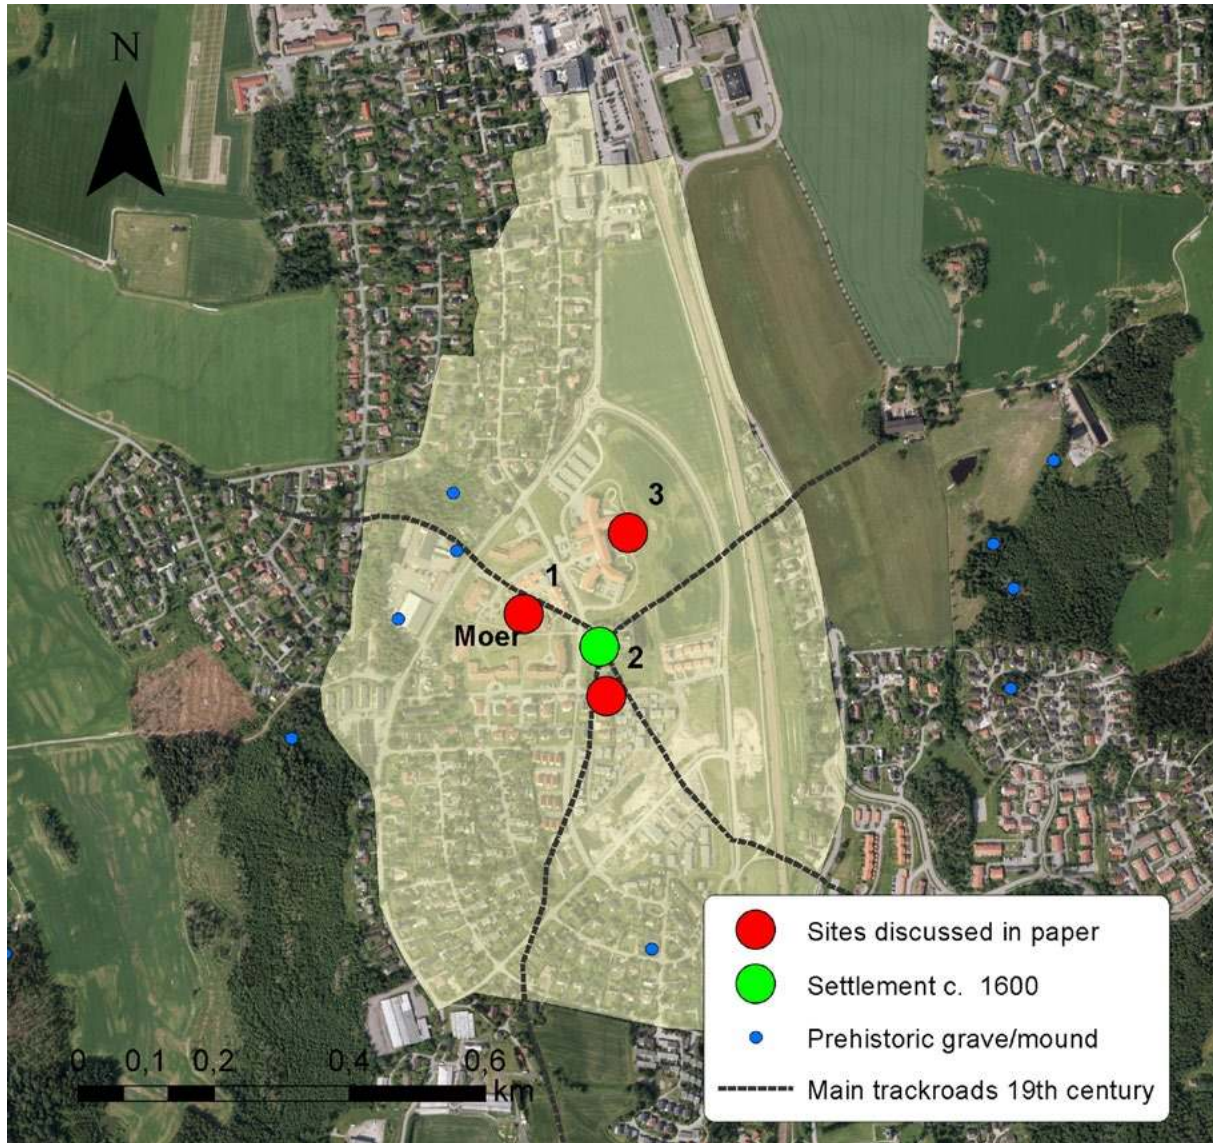 N
3
1
Moer
2
Sites discussed in paper
Settlement c. 1600
Prehistoric grave/mound
Main trackroads 19th century
0 0,1 0,2 0 4 0,6
km